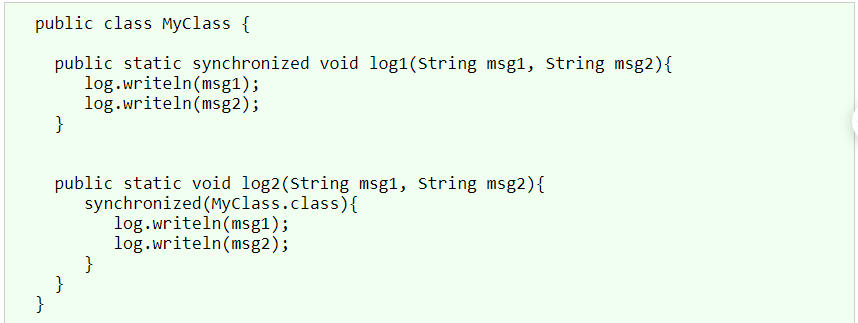 public class MyClass {
public static synchronized void log1(String msg1, String msg2){
log.writeln(msg1);
log.writeln(msg2);
}
public static void log2(String msg1, String msg2){
synchronized(MyClass.class){
log.writeln(msg1);
log.writeln(msg2);
}
}
}